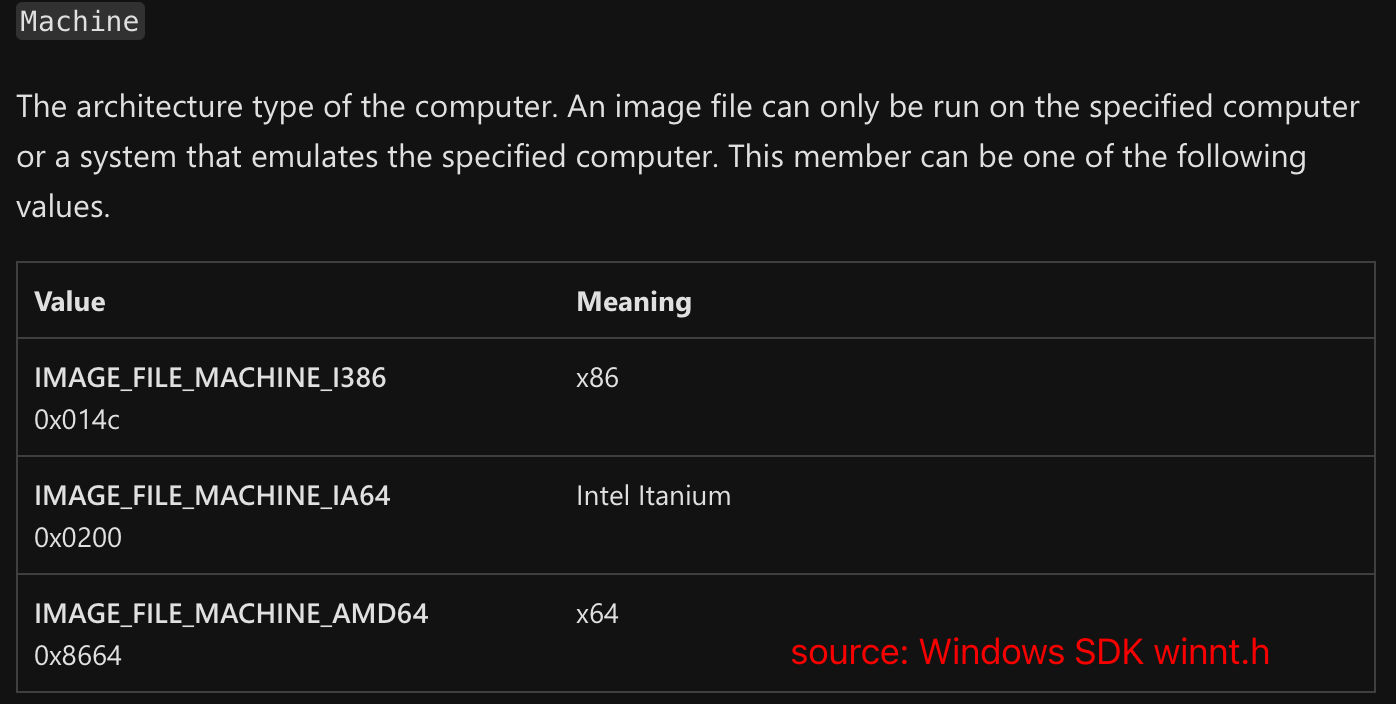 Machine
The architecture type of the computer. An image file can only be run on the specified computer
or a system that emulates the specified computer. This member can be one of the following
values.
Value Meaning
IMAGE_FILE_MACHINE_I386 x86
0x014c
IMAGE_FILE_MACHINE_IA64 Intel Itanium
0x0200
IMAGE_FILE_MACHINE_AMD64 x64
0x8664 source: Windows SDK winnt.h